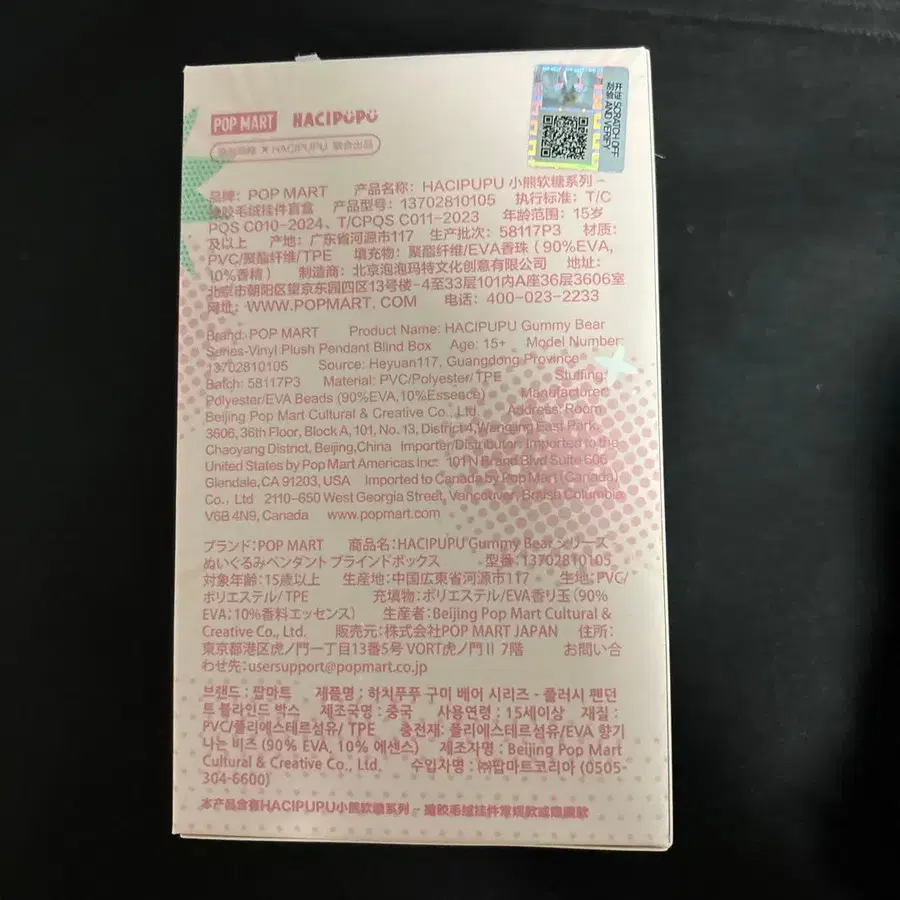 POP MART HACIPUPU
泡泡玛特 × HACIPUPU 联合出品
刮开验证 SCRATCH OFF AND VERIFY
品牌：POP MART 产品名称：HACIPUPU 小熊软糖系列 -
搪胶毛绒挂件盲盒 产品型号：13702810105 执行标准：T/C
PQS C010-2024、T/CPQS C011-2023 年龄范围：15岁
及以上 产地：广东省河源市117 生产批次：58117P3 材质：
PVC/聚酯纤维/TPE 填充物：聚酯纤维/EVA香珠（90%EVA,
10%香精） 制造商：北京泡泡玛特文化创意有限公司 地址：
北京市朝阳区望京东园四区13号楼-4至33层101内A座36层3606室
网址：WWW.POPMART.COM 电话：400-023-2233
Brand: POP MART Product Name: HACIPUPU Gummy Bear
Series-Vinyl Plush Pendant Blind Box Age: 15+ Model Number:
13702810105 Source: Heyuan117, Guangdong Province
Batch: 58117P3 Material: PVC/Polyester/TPE Stuffing:
Polyester/EVA Beads (90%EVA,10%Essence) Manufacturer:
Beijing Pop Mart Cultural & Creative Co., Ltd. Address: Room
3606, 36th Floor, Block A, 101, No. 13, District 4, Wangjing East Park,
Chaoyang District, Beijing,China Importer/Distributor: Imported to the
United States by Pop Mart Americas Inc. 101 N Brand Blvd Suite 606
Glendale, CA 91203, USA Imported to Canada by Pop Mart (Canada)
Co., Ltd 2110-650 West Georgia Street, Vancouver, British Columbia
V6B 4N9, Canada www.popmart.com
ブランド：POP MART 商品名：HACIPUPU Gummy Bear シリーズ
ぬいぐるみペンダント ブラインドボックス 型番：13702810105
対象年齢：15歳以上 生産地：中国広東省河源市117 生地：PVC/
ポリエステル/ TPE 充填物：ポリエステル/EVA香り玉（90%
EVA；10%香料エッセンス） 生産者：Beijing Pop Mart Cultural &
Creative Co., Ltd. 販売元：株式会社POP MART JAPAN 住所：
東京都港区虎ノ門一丁目13番5号 VORT虎ノ門Ⅱ 7階 お問い合
わせ先：usersupport@popmart.co.jp
브랜드 : 팝마트 제품명 : 하치푸푸 구미 베어 시리즈 - 플러시 펜던
트 블라인드 박스 제조국명 : 중국 사용연령 : 15세이상 재질 :
PVC/폴리에스테르섬유/ TPE 충전재: 폴리에스테르섬유/EVA 향기
나는 비즈 (90% EVA, 10% 에센스) 제조자명 : Beijing Pop Mart
Cultural & Creative Co., Ltd. 수입자명 : ㈜팝마트코리아 (0505-
304-6600)
本产品含有HACIPUPU小熊软糖系列 - 搪胶毛绒挂件常规款或隐藏款